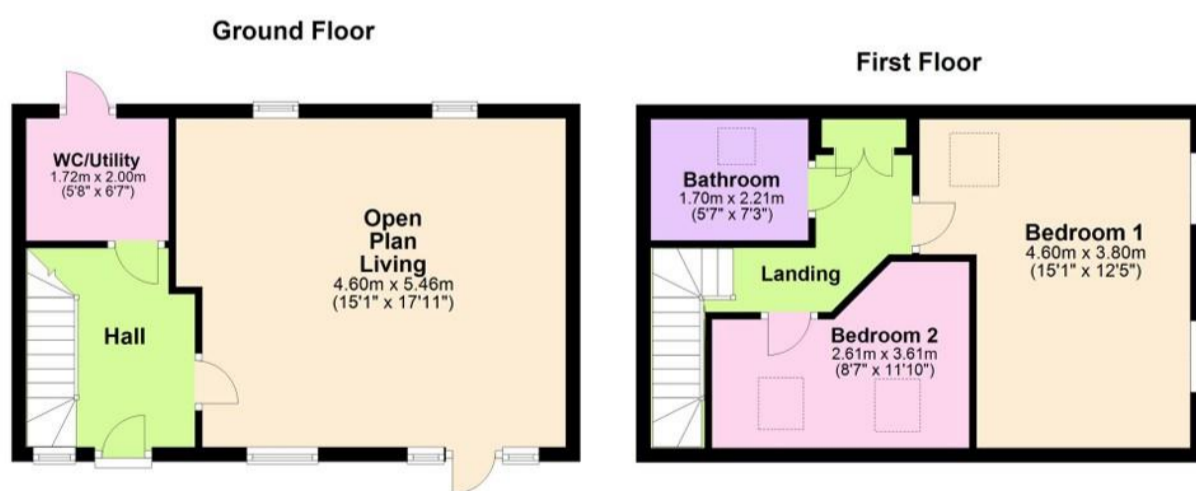 Ground Floor
WC/Utility
1.72m x 2.00m
(5'8" x 6'7")
Open
Plan
Living
4.60m x 5.46m
(15'1" x 17'11")
Hall
First Floor
Bathroom
1.70m x 2.21m
(5'7" x 7'3")
Bedroom 1
4.60m x 3.80m
(15'1" x 12'5")
Landing
Bedroom 2
2.61m x 3.61m
(8'7" x 11'10")